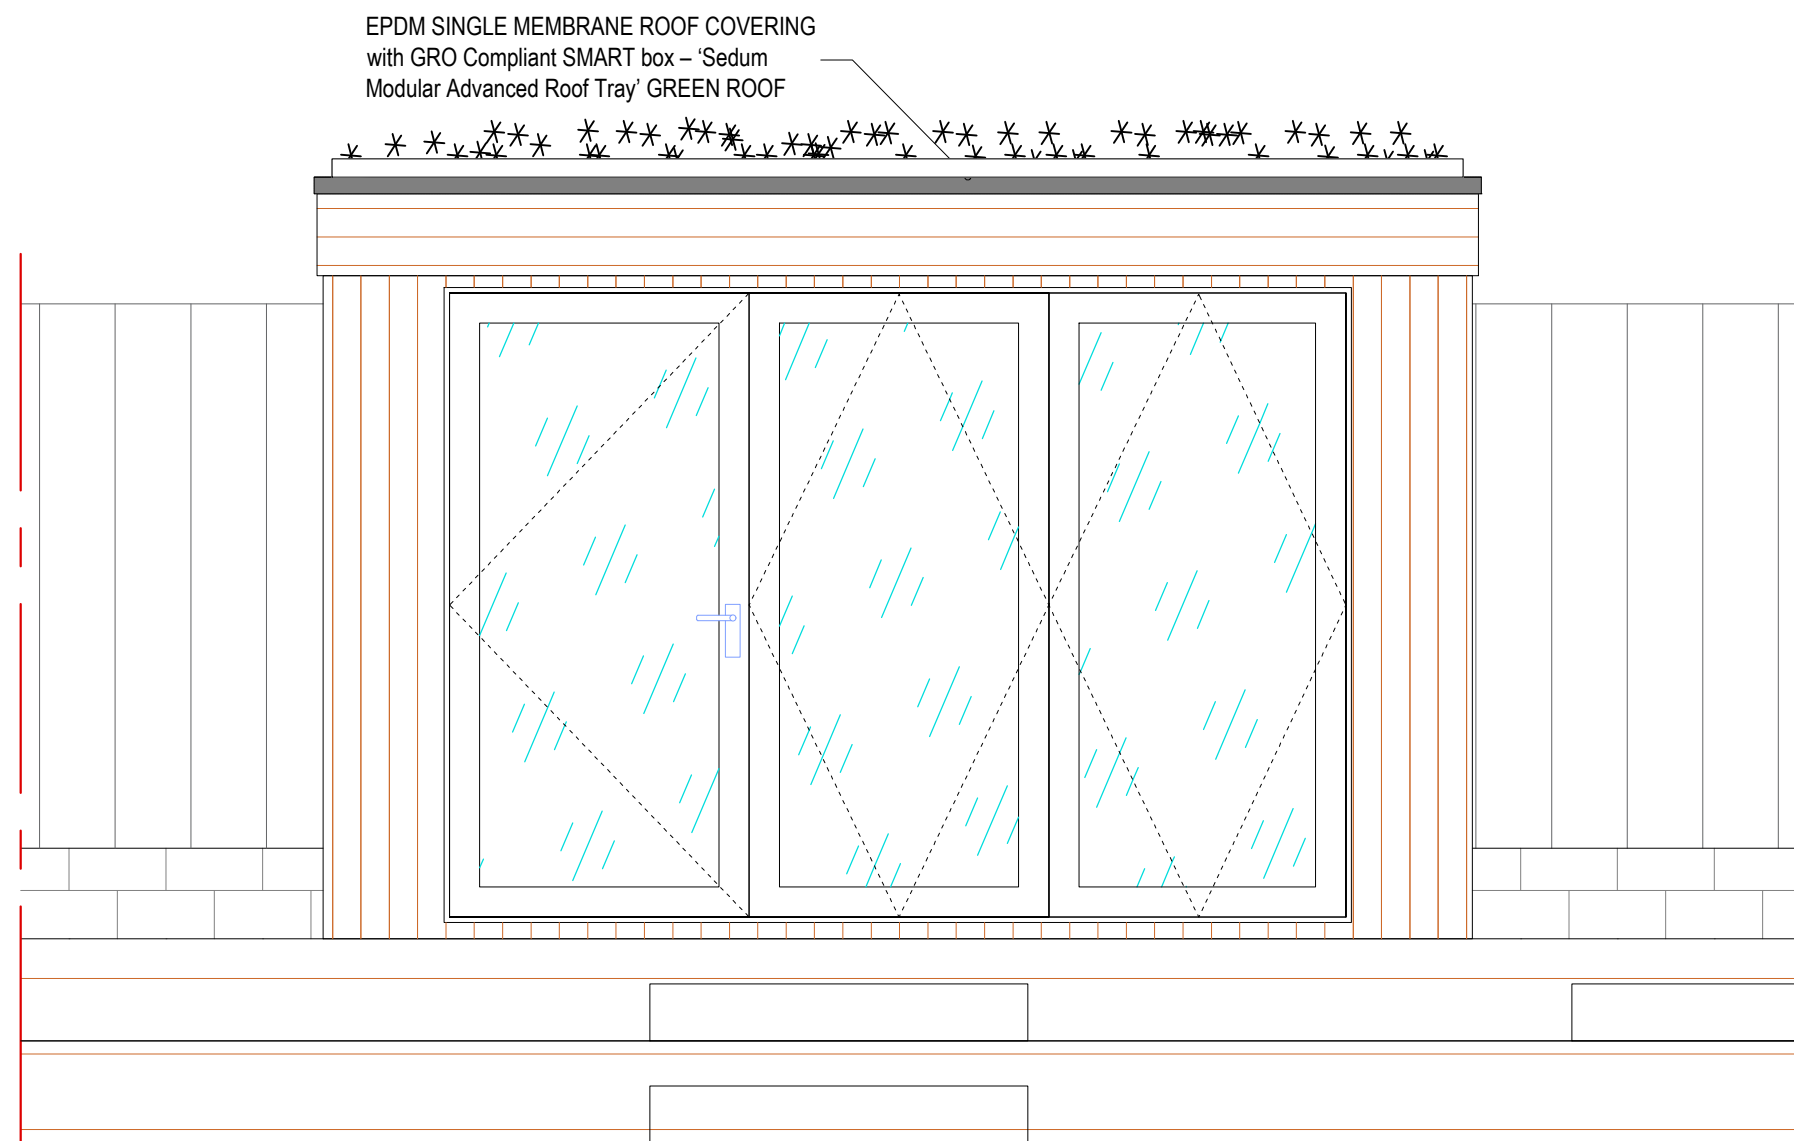 EPDM SINGLE MEMBRANE ROOF COVERING
with GRO Compliant SMART box – ‘Sedum
Modular Advanced Roof Tray’ GREEN ROOF